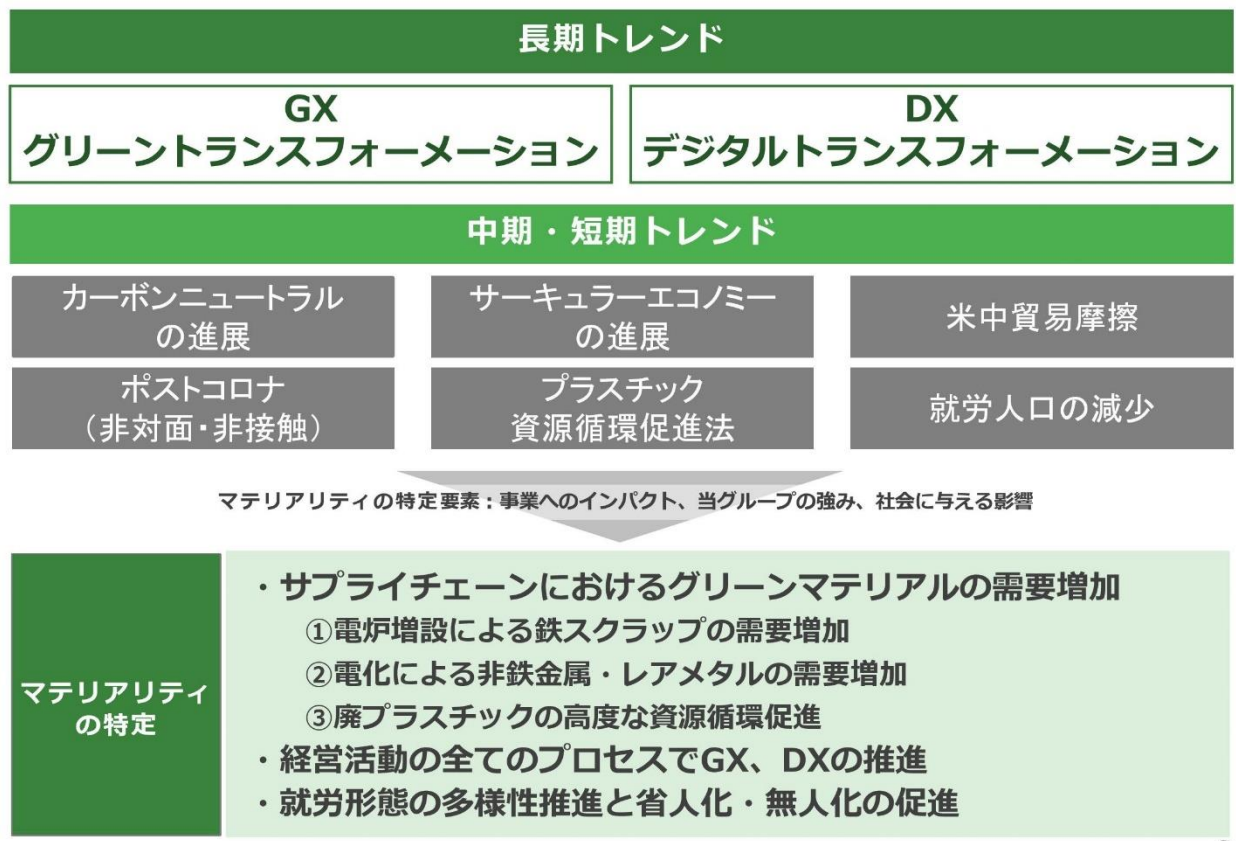 長期トレンド
GX
グリーントランスフォーメーション
DX
デジタルトランスフォーメーション
中期・短期トレンド
カーボンニュートラル
の進展
サーキュラーエコノミー
の進展
米中貿易摩擦
ポストコロナ
（非対面・非接触）
プラスチック
資源循環促進法
就労人口の減少
マテリアリティの特定要素：事業へのインパクト、当グループの強み、社会に与える影響
マテリアリティ
の特定
・サプライチェーンにおけるグリーンマテリアルの需要増加
①電炉増設による鉄スクラップの需要増加
②電化による非鉄金属・レアメタルの需要増加
③廃プラスチックの高度な資源循環促進
・経営活動の全てのプロセスでGX、DXの推進
・就労形態の多様性推進と省人化・無人化の促進